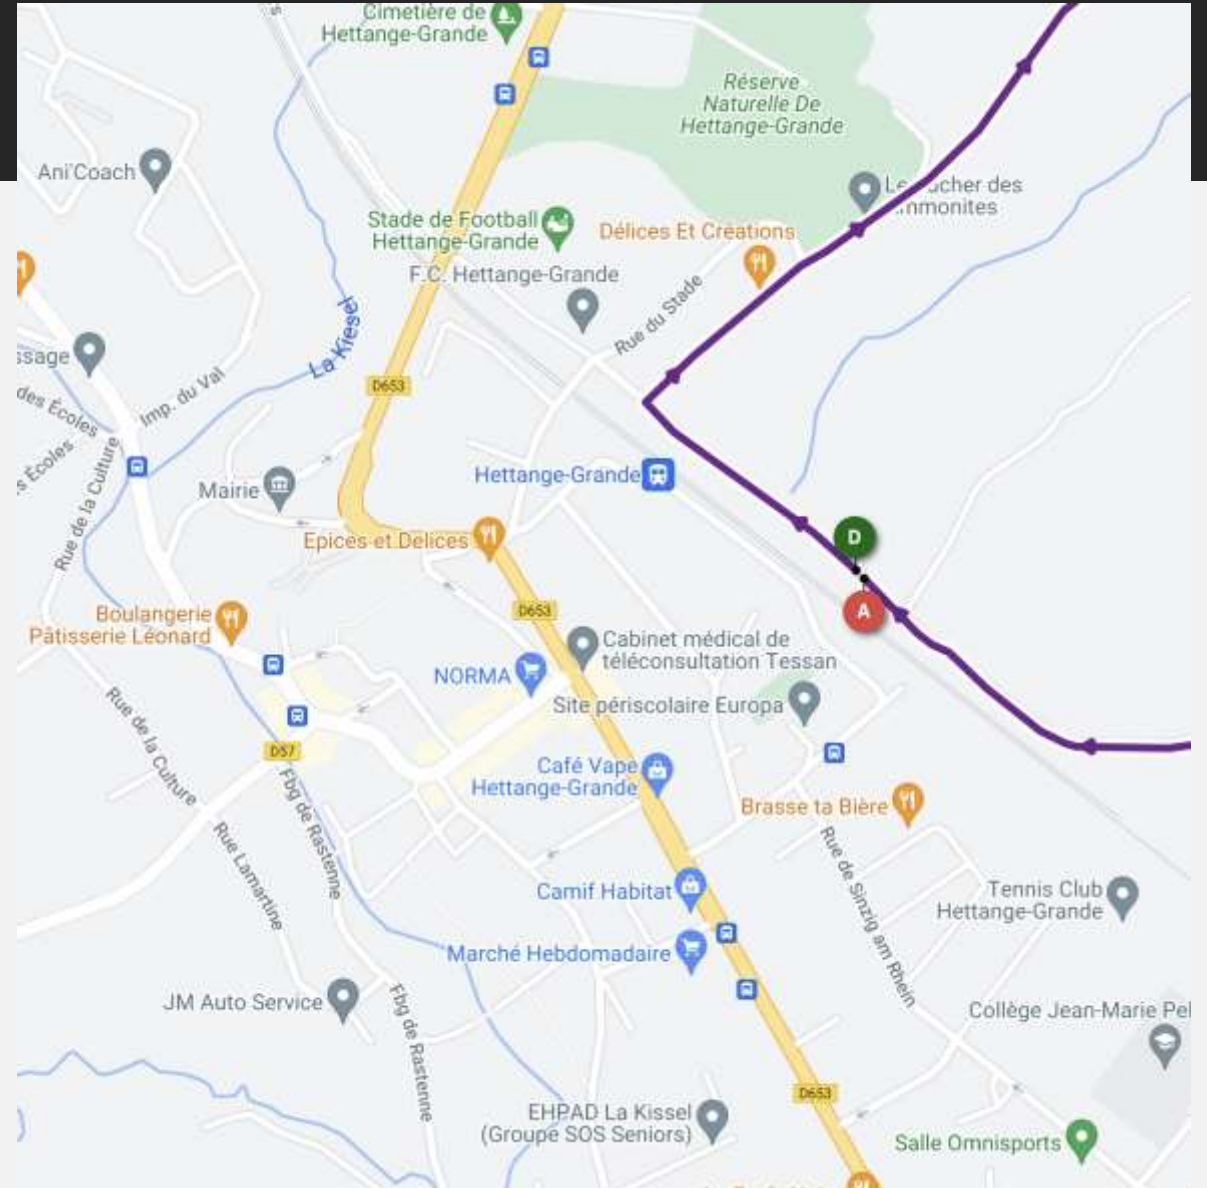 Cimetière de
Hettange-Grande
Réserve
Naturelle De
Hettange-Grande
Ani'Coach
des
Stade de Football
Hettange-Grande
Délices Et Créations
F.C. Hettange-Grande
Rue du Stade
La Kiesel
ssage
D653
Imp. du Val
des Écoles
s Écoles
Rue de la Culture
Hettange-Grande
Mairie
Epices et Delices
D
A
D653
Boulangerie
Pâtisserie Léonard
Cabinet médical de
téléconsultation Tessan
NORMA
Site périscolaire Europa
Rue de la Culture
D57
Café Vape
Hettange-Grande
Fbg de Rastenne
Brasse ta Bière
Rue Lamartine
Rue de Sinzig am Rhein
Camif Habitat
Tennis Club
Hettange-Grande
Marché Hebdomadaire
JM Auto Service
Fbg de Rastenne
Collège Jean-Marie Pel
D653
EHPAD La Kissel
(Groupe SOS Seniors)
Salle Omnisports